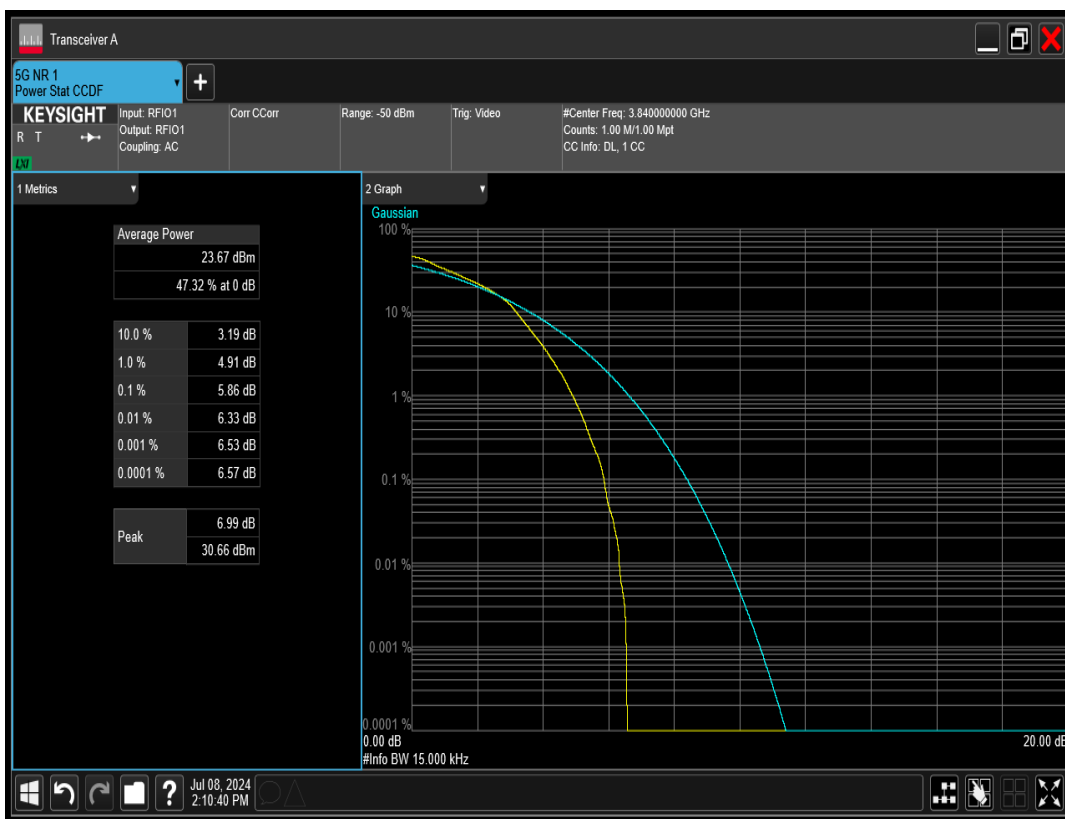 Transceiver A
5G NR 1
Power Stat CCDF
+
KEYSIGHT
R T
LXI
Input: RFIO1
Output: RFIO1
Coupling: AC
Corr CCorr
Range: -50 dBm
Trig: Video
#Center Freq: 3.840000000 GHz
Counts: 1.00 M/1.00 Mpt
CC Info: DL, 1 CC
1 Metrics
Average Power
23.67 dBm
47.32 % at 0 dB
10.0 % 3.19 dB
1.0 % 4.91 dB
0.1 % 5.86 dB
0.01 % 6.33 dB
0.001 % 6.53 dB
0.0001 % 6.57 dB
Peak
6.99 dB
30.66 dBm
2 Graph
Gaussian
100 %
10 %
1 %
0.1 %
0.01 %
0.001 %
0.0001 %
0.00 dB 20.00 dB
#Info BW 15.000 kHz
?
Jul 08, 2024
2:10:40 PM